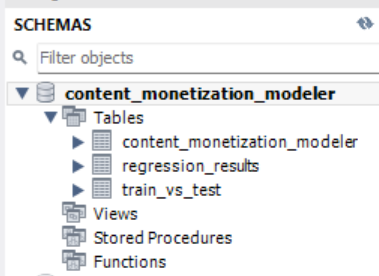 SCHEMAS
Filter objects
content_monetization_modeler
Tables
content_monetization_modeler
regression_results
train_vs_test
Views
Stored Procedures
Functions